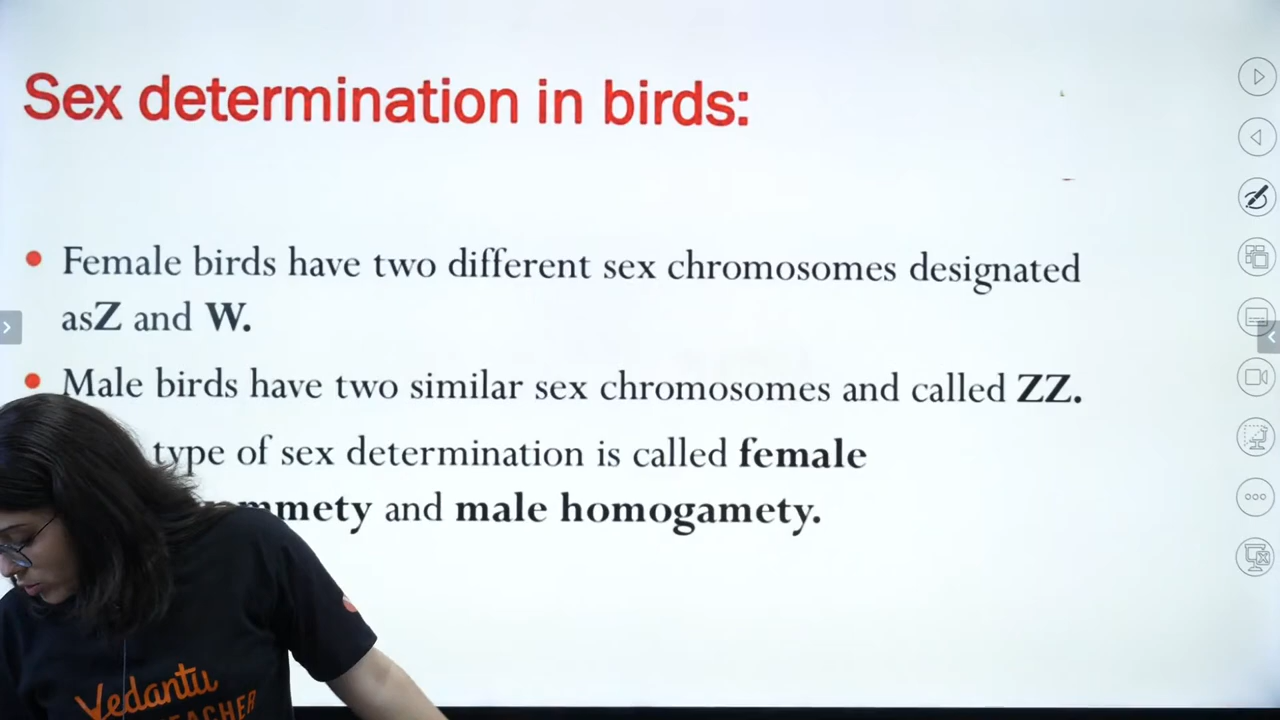 Sex determination in birds:
Female birds have two different sex chromosomes designated
asZ and W.
Male birds have two similar sex chromosomes and called ZZ.
type of sex determination is called female
and male homogamety.
Vedantu